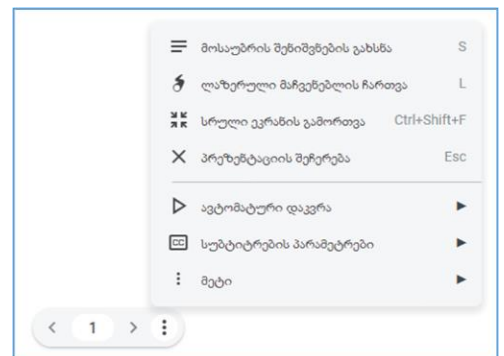 მოსაუბრის შენიშვნების გახსნა S
ლაზერული მაჩვენებლის ჩართვა L
სრული ეკრანის გამორთვა Ctrl+Shift+F
პრეზენტაციის შეჩერება Esc
ავტომატური დაკვრა
CC სუბტიტრების პარამეტრები
მეტი
1